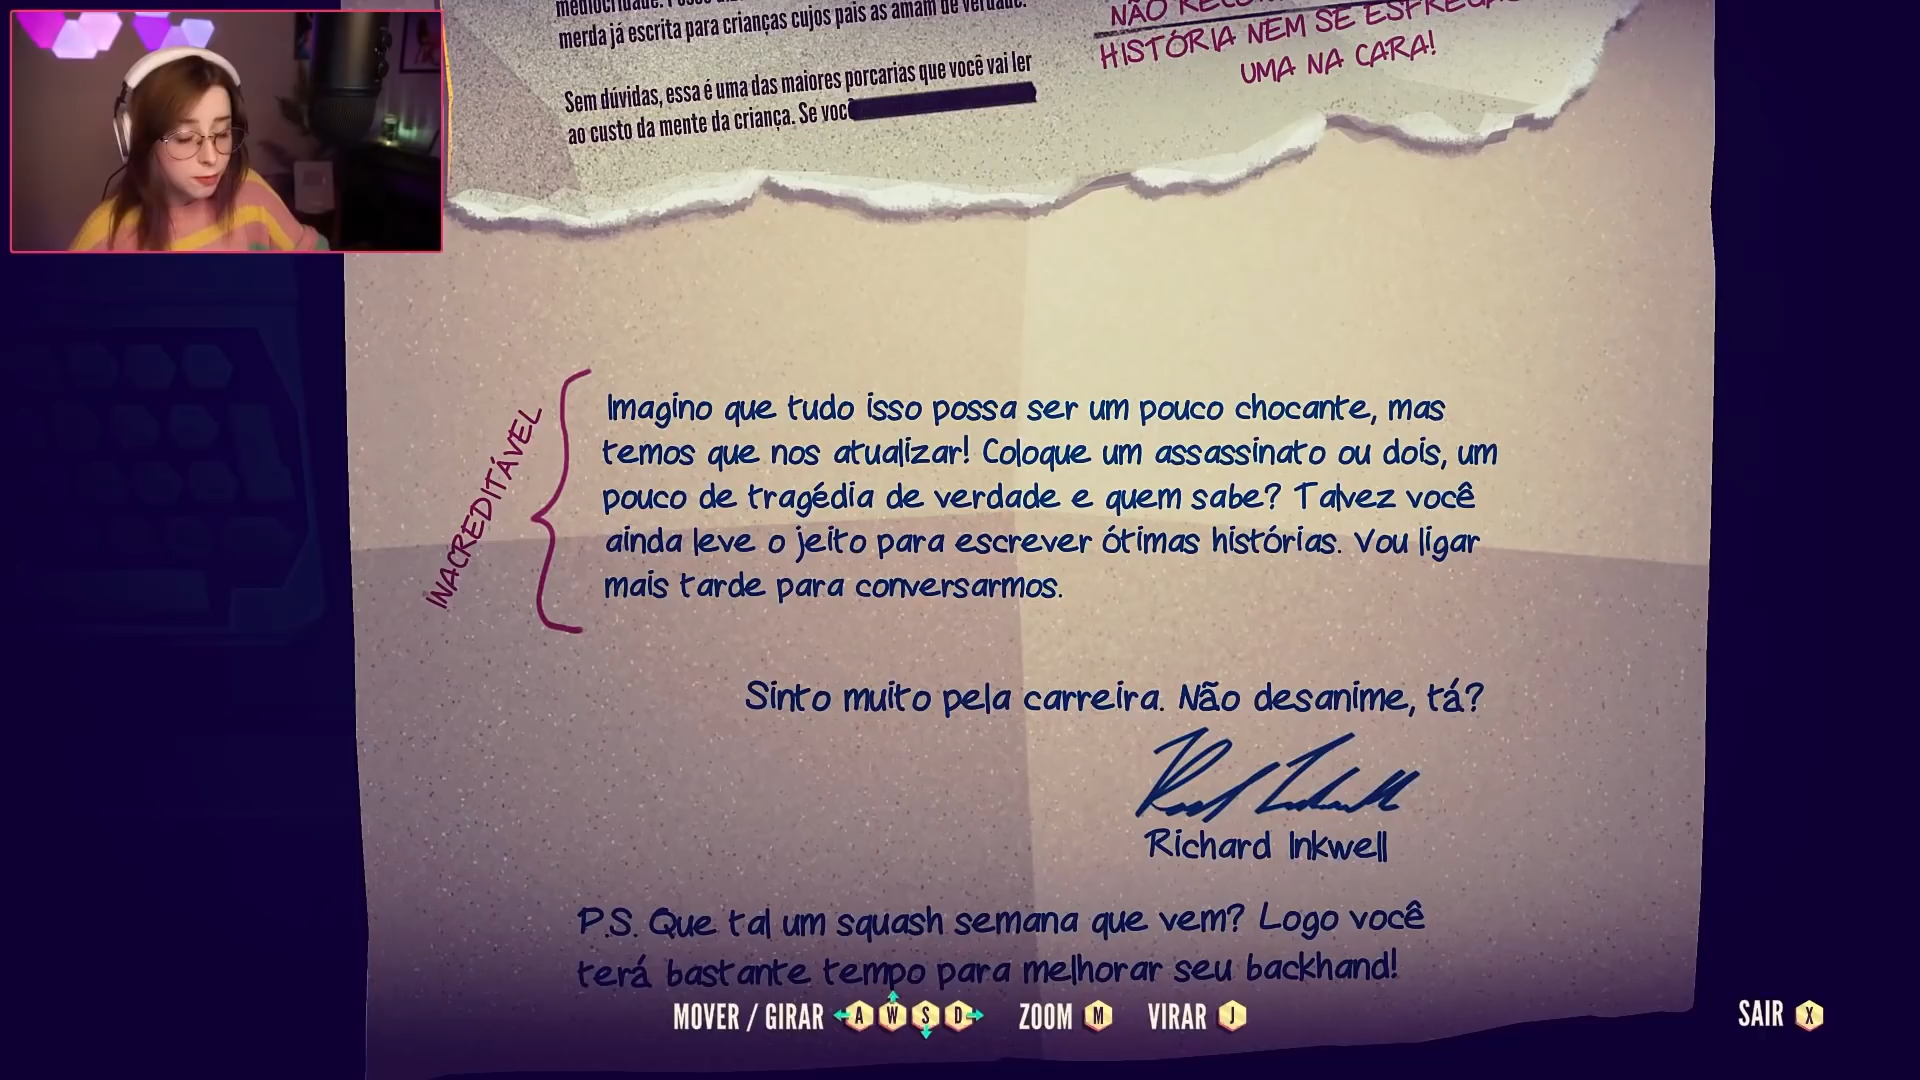 merda já escrita para crianças cujos pais as amam de verdade.
Sem dúvidas, essa é uma das maiores porcarias que você vai ler
ao custo da mente da criança. Se você
NÃO
HISTÓRIA NEM SE ESFREGAS
UMA NA CARA!
INACREDITÁVEL
Imagino que tudo isso possa ser um pouco chocante, mas
temos que nos atualizar! Coloque um assassinato ou dois, um
pouco de tragédia de verdade e quem sabe? Talvez você
ainda leve o jeito para escrever ótimas histórias. Vou ligar
mais tarde para conversarmos.
Sinto muito pela carreira. Não desanime, tá?
Richard Inkwell
P.S. Que tal um squash semana que vem? Logo você
terá bastante tempo para melhorar seu backhand!
MOVER / GIRAR A W S D ZOOM M VIRAR J
SAIR X